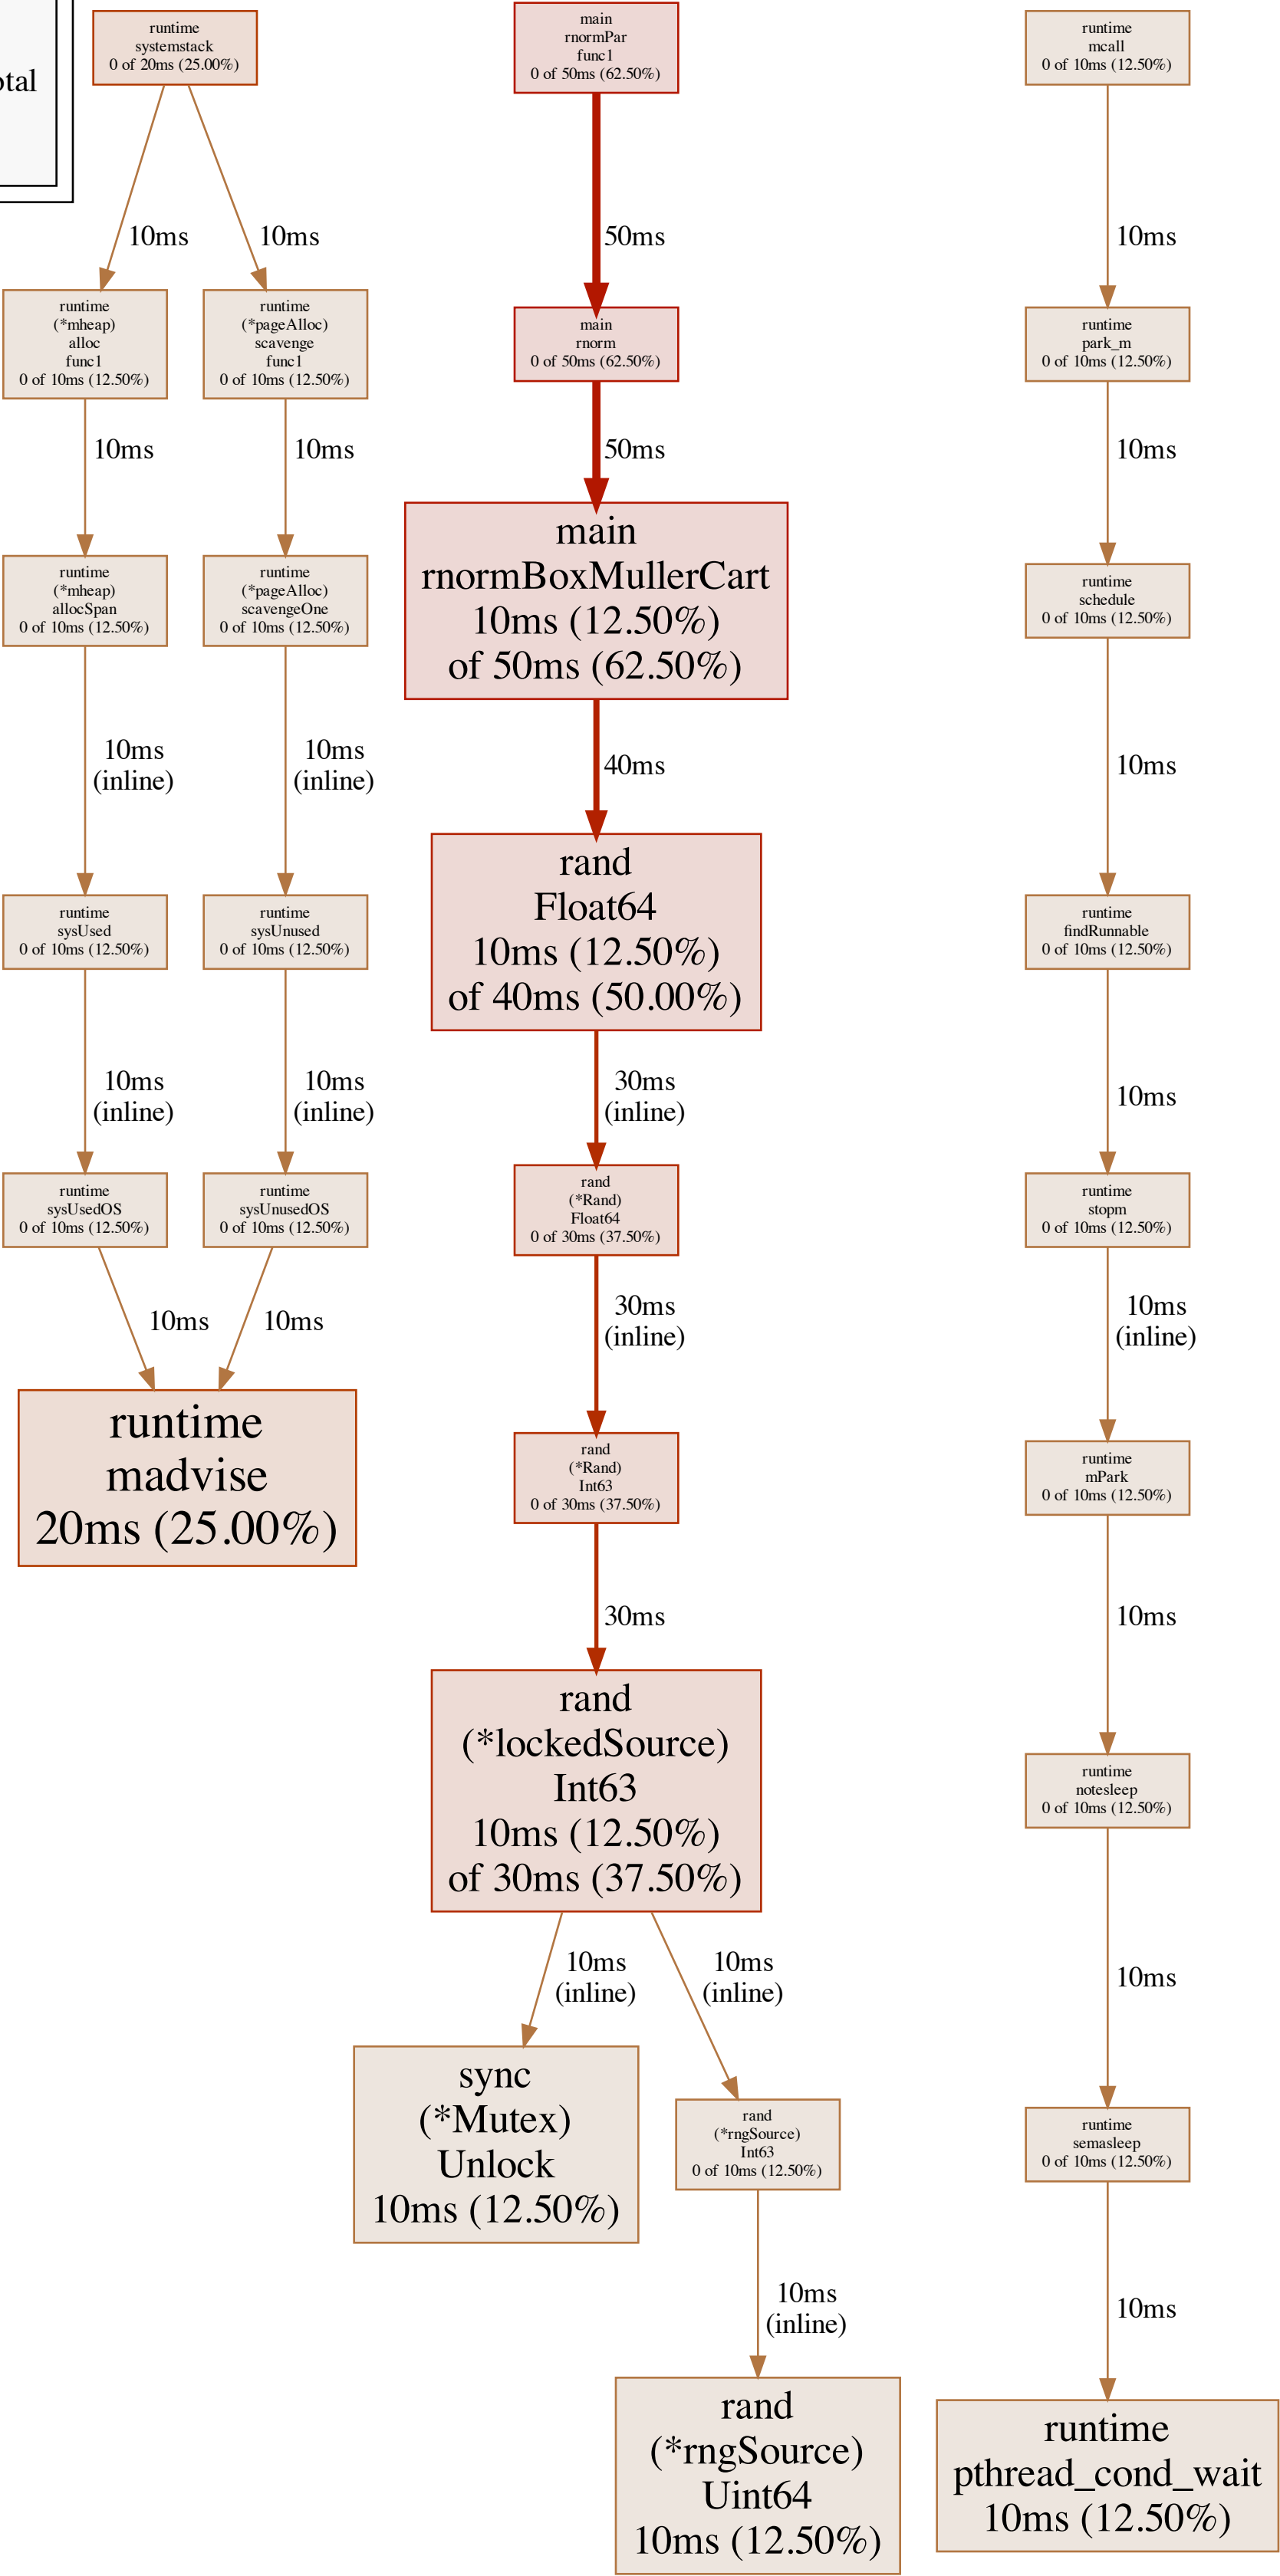 otal
runtime
systemstack
0 of 20ms (25.00%)
main
rnormPar
func1
0 of 50ms (62.50%)
runtime
mcall
0 of 10ms (12.50%)
10ms
10ms
50ms
10ms
runtime
(*mheap)
alloc
func1
0 of 10ms (12.50%)
runtime
(*pageAlloc)
scavenge
func1
0 of 10ms (12.50%)
main
rnorm
0 of 50ms (62.50%)
runtime
park_m
0 of 10ms (12.50%)
10ms
10ms
50ms
10ms
runtime
(*mheap)
allocSpan
0 of 10ms (12.50%)
runtime
(*pageAlloc)
scavengeOne
0 of 10ms (12.50%)
main
rnormBoxMullerCart
10ms (12.50%)
of 50ms (62.50%)
runtime
schedule
0 of 10ms (12.50%)
10ms
(inline)
10ms
(inline)
40ms
10ms
runtime
sysUsed
0 of 10ms (12.50%)
runtime
sysUnused
0 of 10ms (12.50%)
rand
Float64
10ms (12.50%)
of 40ms (50.00%)
runtime
findRunnable
0 of 10ms (12.50%)
10ms
(inline)
10ms
(inline)
30ms
(inline)
10ms
runtime
sysUsedOS
0 of 10ms (12.50%)
runtime
sysUnusedOS
0 of 10ms (12.50%)
rand
(*Rand)
Float64
0 of 30ms (37.50%)
runtime
stopm
0 of 10ms (12.50%)
10ms
10ms
30ms
(inline)
10ms
(inline)
runtime
madvise
20ms (25.00%)
rand
(*Rand)
Int63
0 of 30ms (37.50%)
runtime
mPark
0 of 10ms (12.50%)
30ms
10ms
rand
(*lockedSource)
Int63
10ms (12.50%)
of 30ms (37.50%)
runtime
notesleep
0 of 10ms (12.50%)
10ms
(inline)
10ms
(inline)
10ms
sync
(*Mutex)
Unlock
10ms (12.50%)
rand
(*rngSource)
Int63
0 of 10ms (12.50%)
runtime
semasleep
0 of 10ms (12.50%)
10ms
(inline)
10ms
rand
(*rngSource)
Uint64
10ms (12.50%)
runtime
pthread_cond_wait
10ms (12.50%)